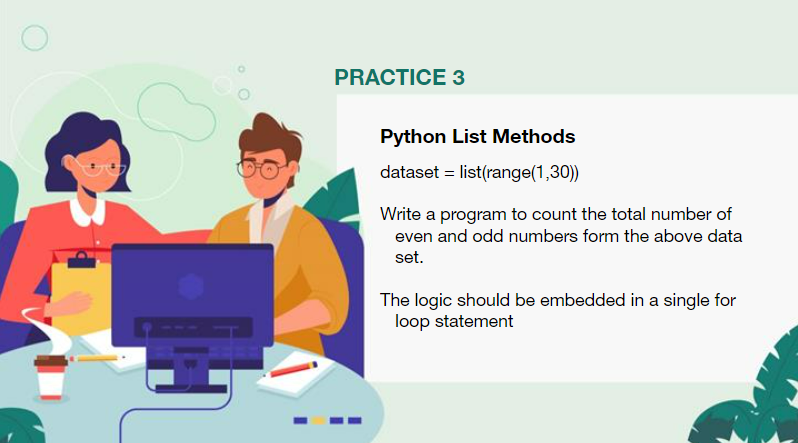 PRACTICE 3
Python List Methods
dataset = list(range(1,30))
Write a program to count the total number of
even and odd numbers form the above data
set.
The logic should be embedded in a single for
loop statement